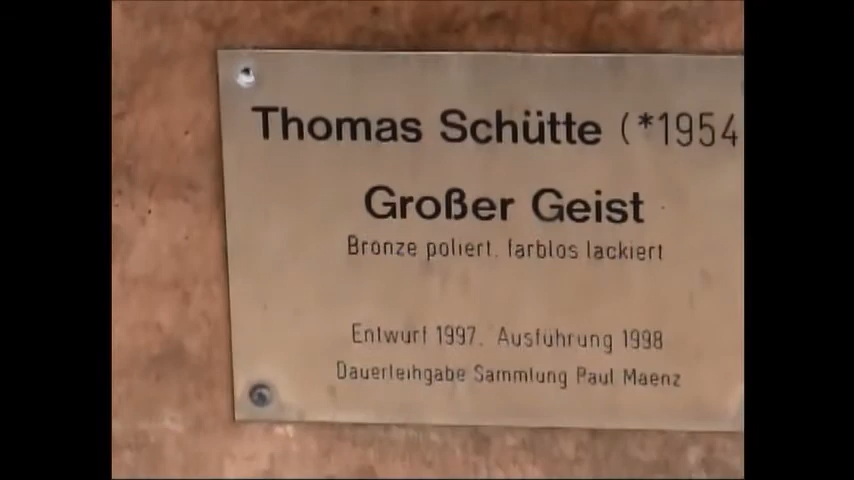 Thomas Schütte (*1954
Großer Geist
Bronze poliert, farblos lackiert
Entwurf 1997, Ausführung 1998
Dauerleihgabe Sammlung Paul Maenz